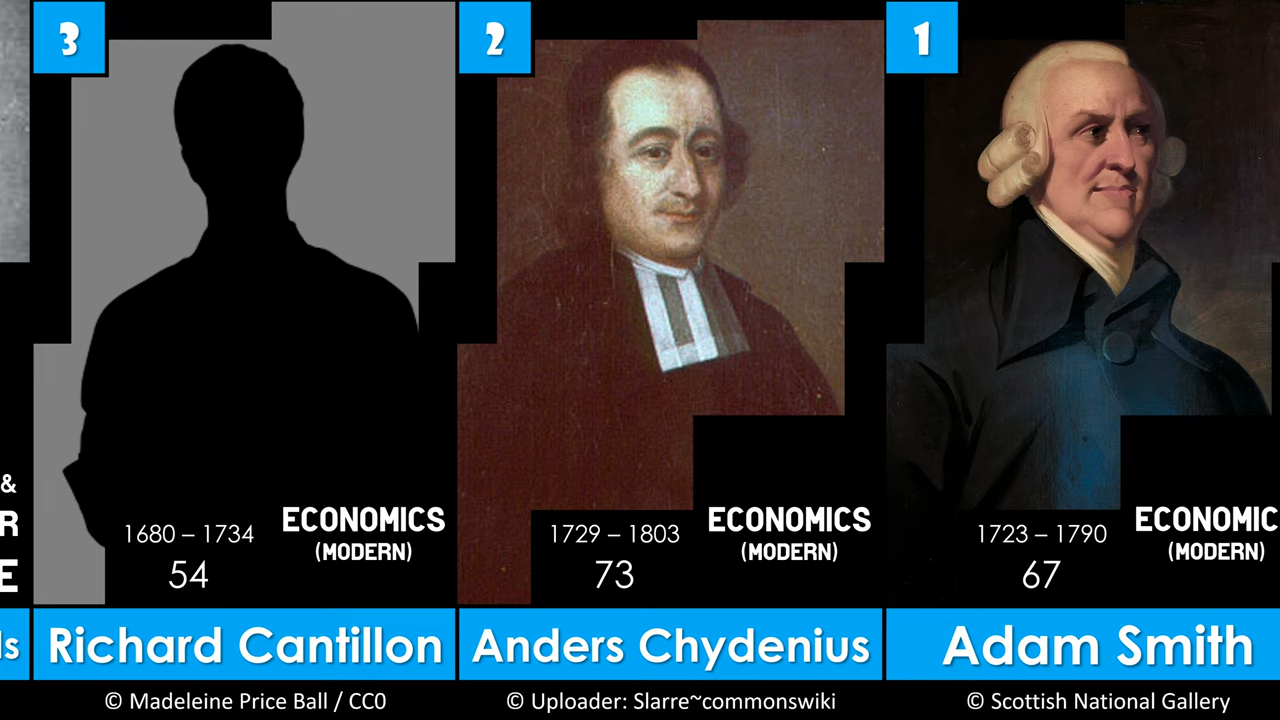 3
2
1
&
R
E
1680 – 1734
ECONOMICS
(MODERN)
54
1729 – 1803
ECONOMICS
(MODERN)
73
1723 – 1790
ECONOMIC
(MODERN)
67
ls
Richard Cantillon
Anders Chydenius
Adam Smith
© Madeleine Price Ball / CC0
© Uploader: Slarre~commonswiki
© Scottish National Gallery